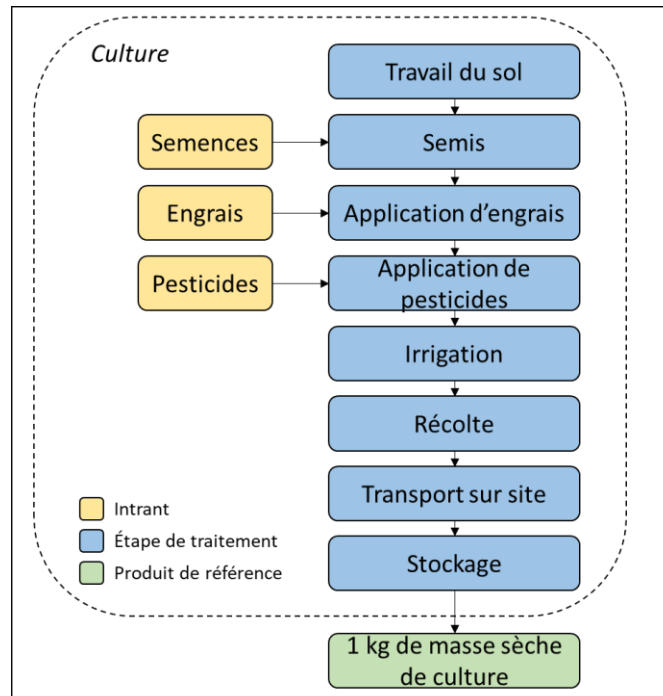 Culture
Travail du sol
Semences
Semis
Engrais
Application d'engrais
Pesticides
Application de
pesticides
Irrigation
Récolte
Transport sur site
Stockage
Intrant
Étape de traitement
Produit de référence
1 kg de masse sèche
de culture